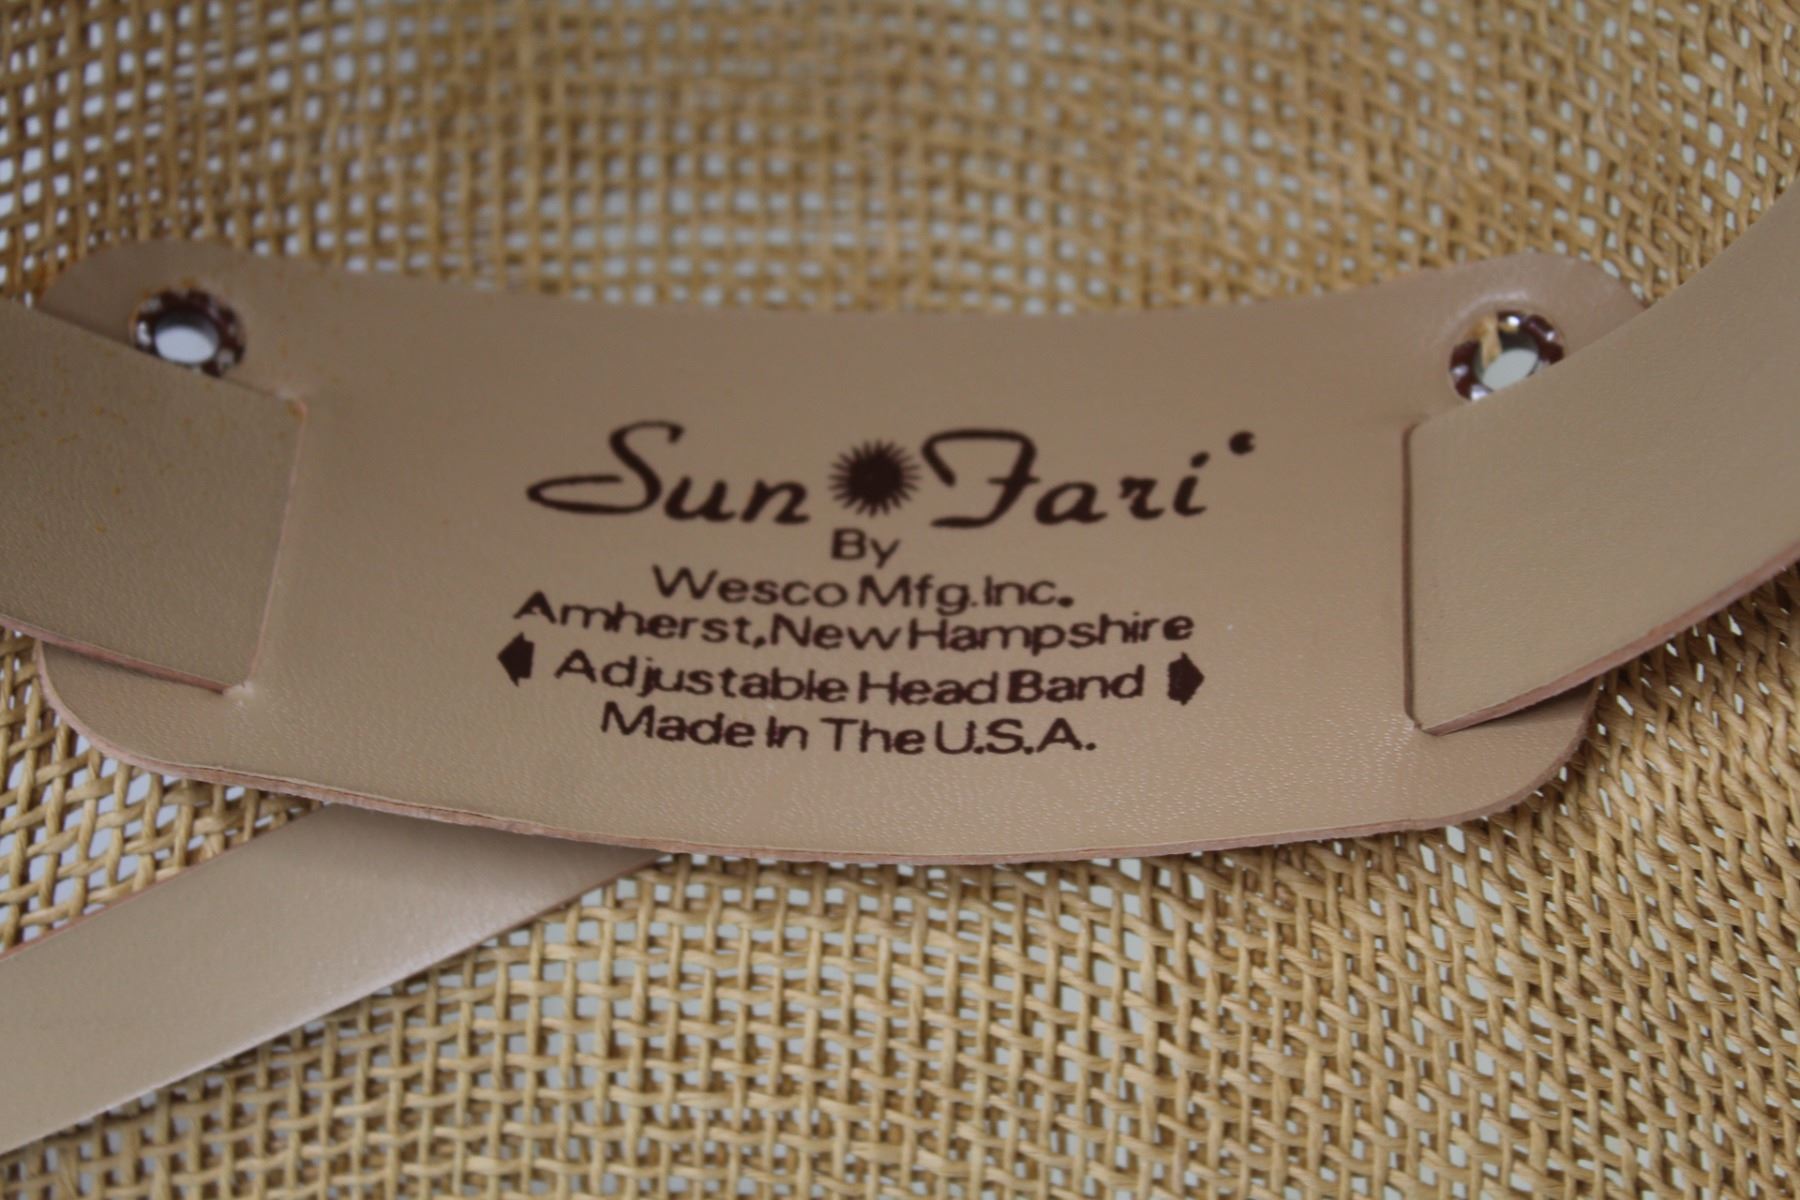 Sun Fari
By
Wesco Mfg. Inc.
Amherst, New Hampshire
Adjustable Head Band
Made In The U.S.A.